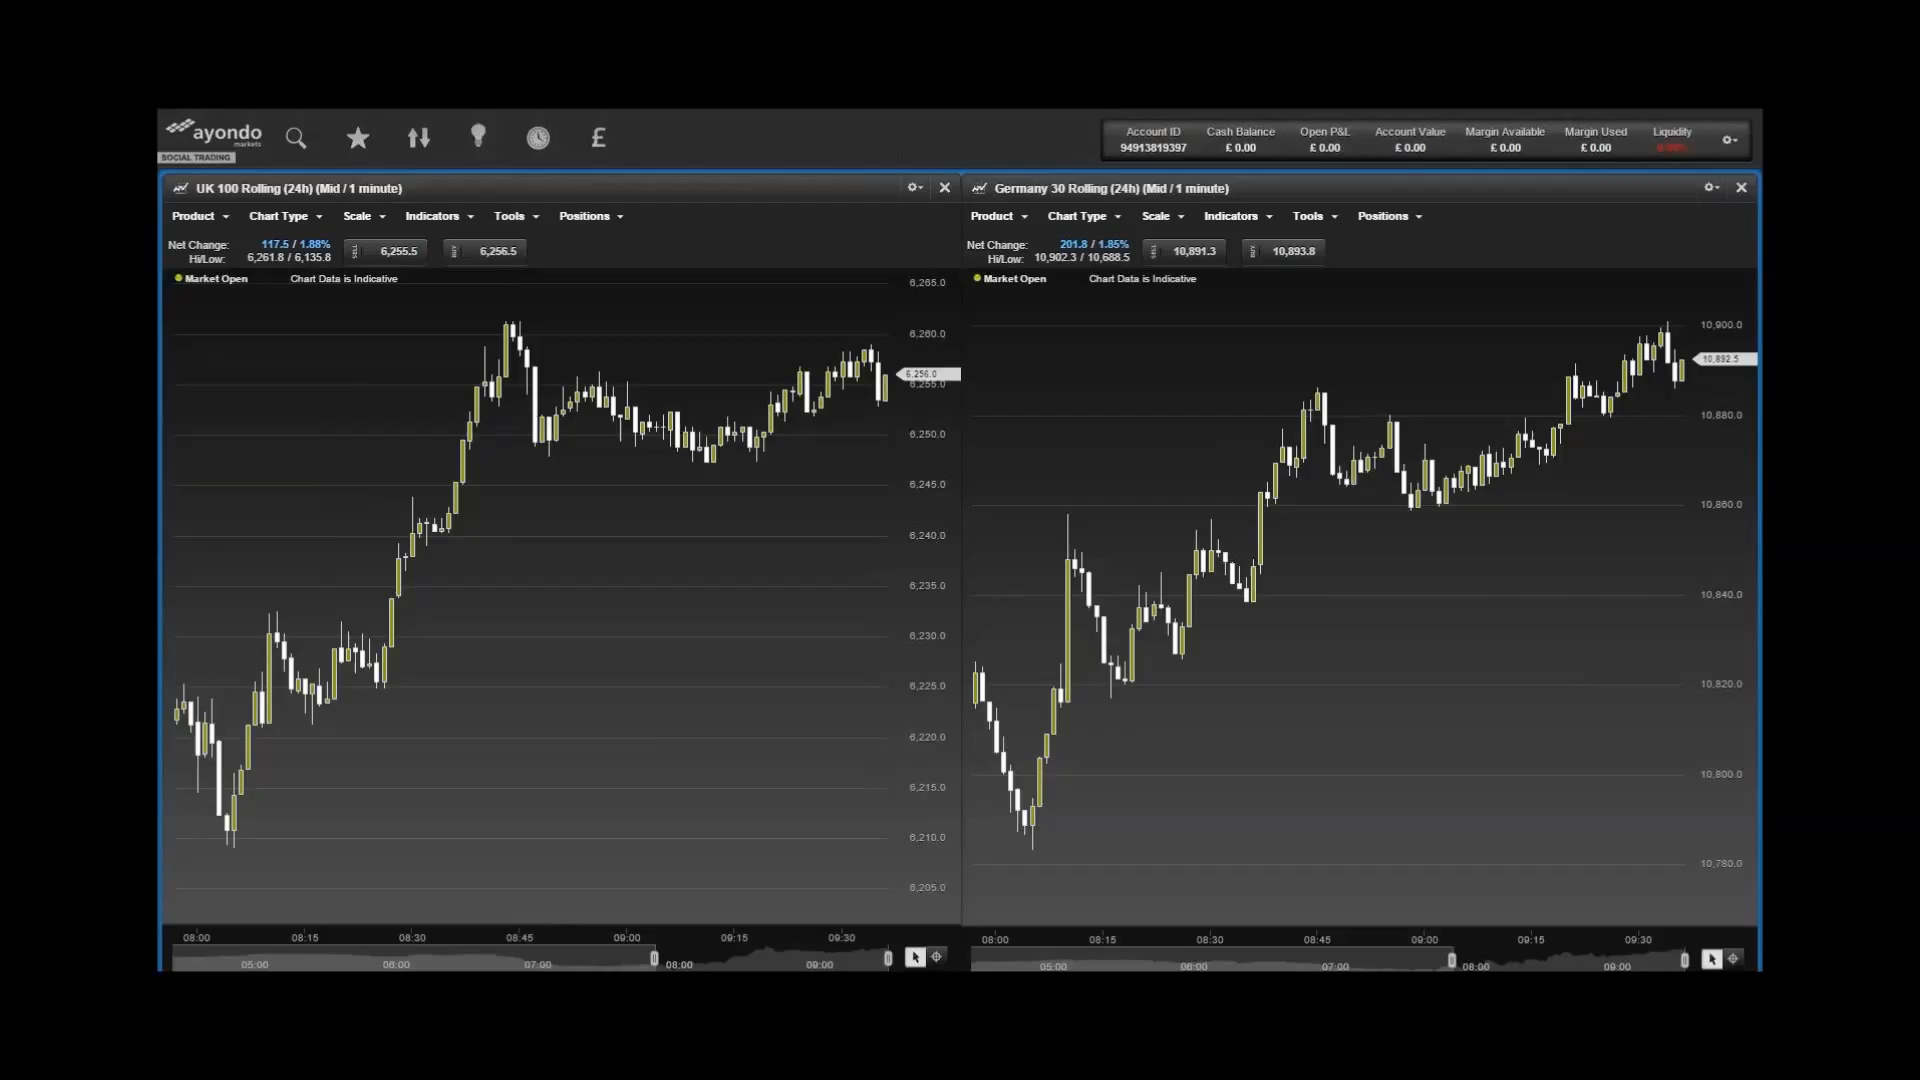 ayondo
markets
SOCIAL TRADING
£
Account ID Cash Balance Open P&L Account Value Margin Available Margin Used Liquidity
94913819397 £ 0.00 £ 0.00 £ 0.00 £ 0.00 £ 0.00
UK 100 Rolling (24h) (Mid / 1 minute)
Product Chart Type Scale Indicators Tools Positions
Net Change: 117.5 / 1.88%
Hi/Low: 6,261.8 / 6,135.8
SELL 6,255.5 BUY 6,256.5
Market Open Chart Data is Indicative
6,265.0
6,260.0
6,256.0
6,255.0
6,250.0
6,245.0
6,240.0
6,235.0
6,230.0
6,225.0
6,220.0
6,215.0
6,210.0
6,205.0
08:00 08:15 08:30 08:45 09:00 09:15 09:30
05:00 06:00 07:00 08:00 09:00
Germany 30 Rolling (24h) (Mid / 1 minute)
Product Chart Type Scale Indicators Tools Positions
Net Change: 201.8 / 1.85%
Hi/Low: 10,902.3 / 10,688.5
SELL 10,891.3 BUY 10,893.8
Market Open Chart Data is Indicative
10,900.0
10,892.5
10,880.0
10,860.0
10,840.0
10,820.0
10,800.0
10,780.0
08:00 08:15 08:30 08:45 09:00 09:15 09:30
05:00 06:00 07:00 08:00 09:00